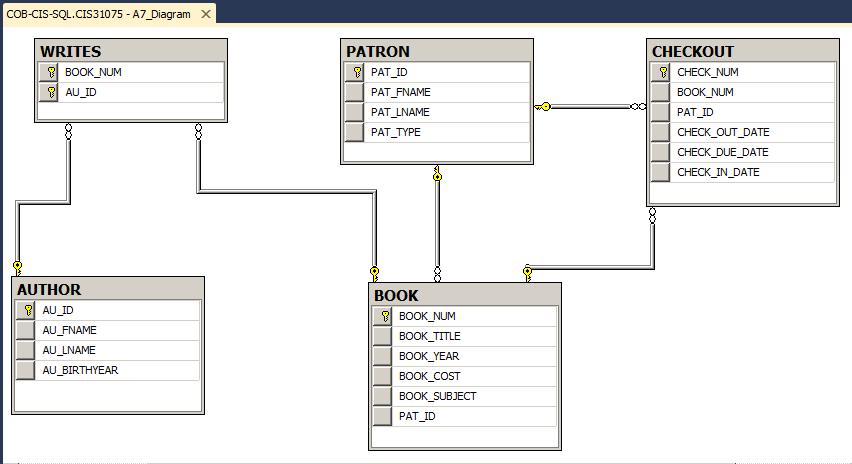 COB-CIS-SQL.CIS31075 - A7_Diagram
WRITES
BOOK_NUM
AU_ID
PATRON
PAT_ID
PAT_FNAME
PAT_LNAME
PAT_TYPE
CHECKOUT
CHECK_NUM
BOOK_NUM
PAT_ID
CHECK_OUT_DATE
CHECK_DUE_DATE
CHECK_IN_DATE
AUTHOR
AU_ID
AU_FNAME
AU_LNAME
AU_BIRTHYEAR
BOOK
BOOK_NUM
BOOK_TITLE
BOOK_YEAR
BOOK_COST
BOOK_SUBJECT
PAT_ID